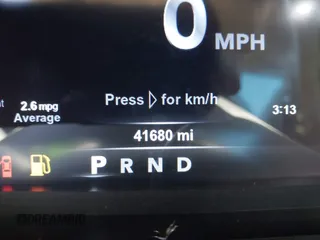 0 MPH
2.6 mpg
Average
Press ▷ for km/h
3:13
41680 mi
P R N D